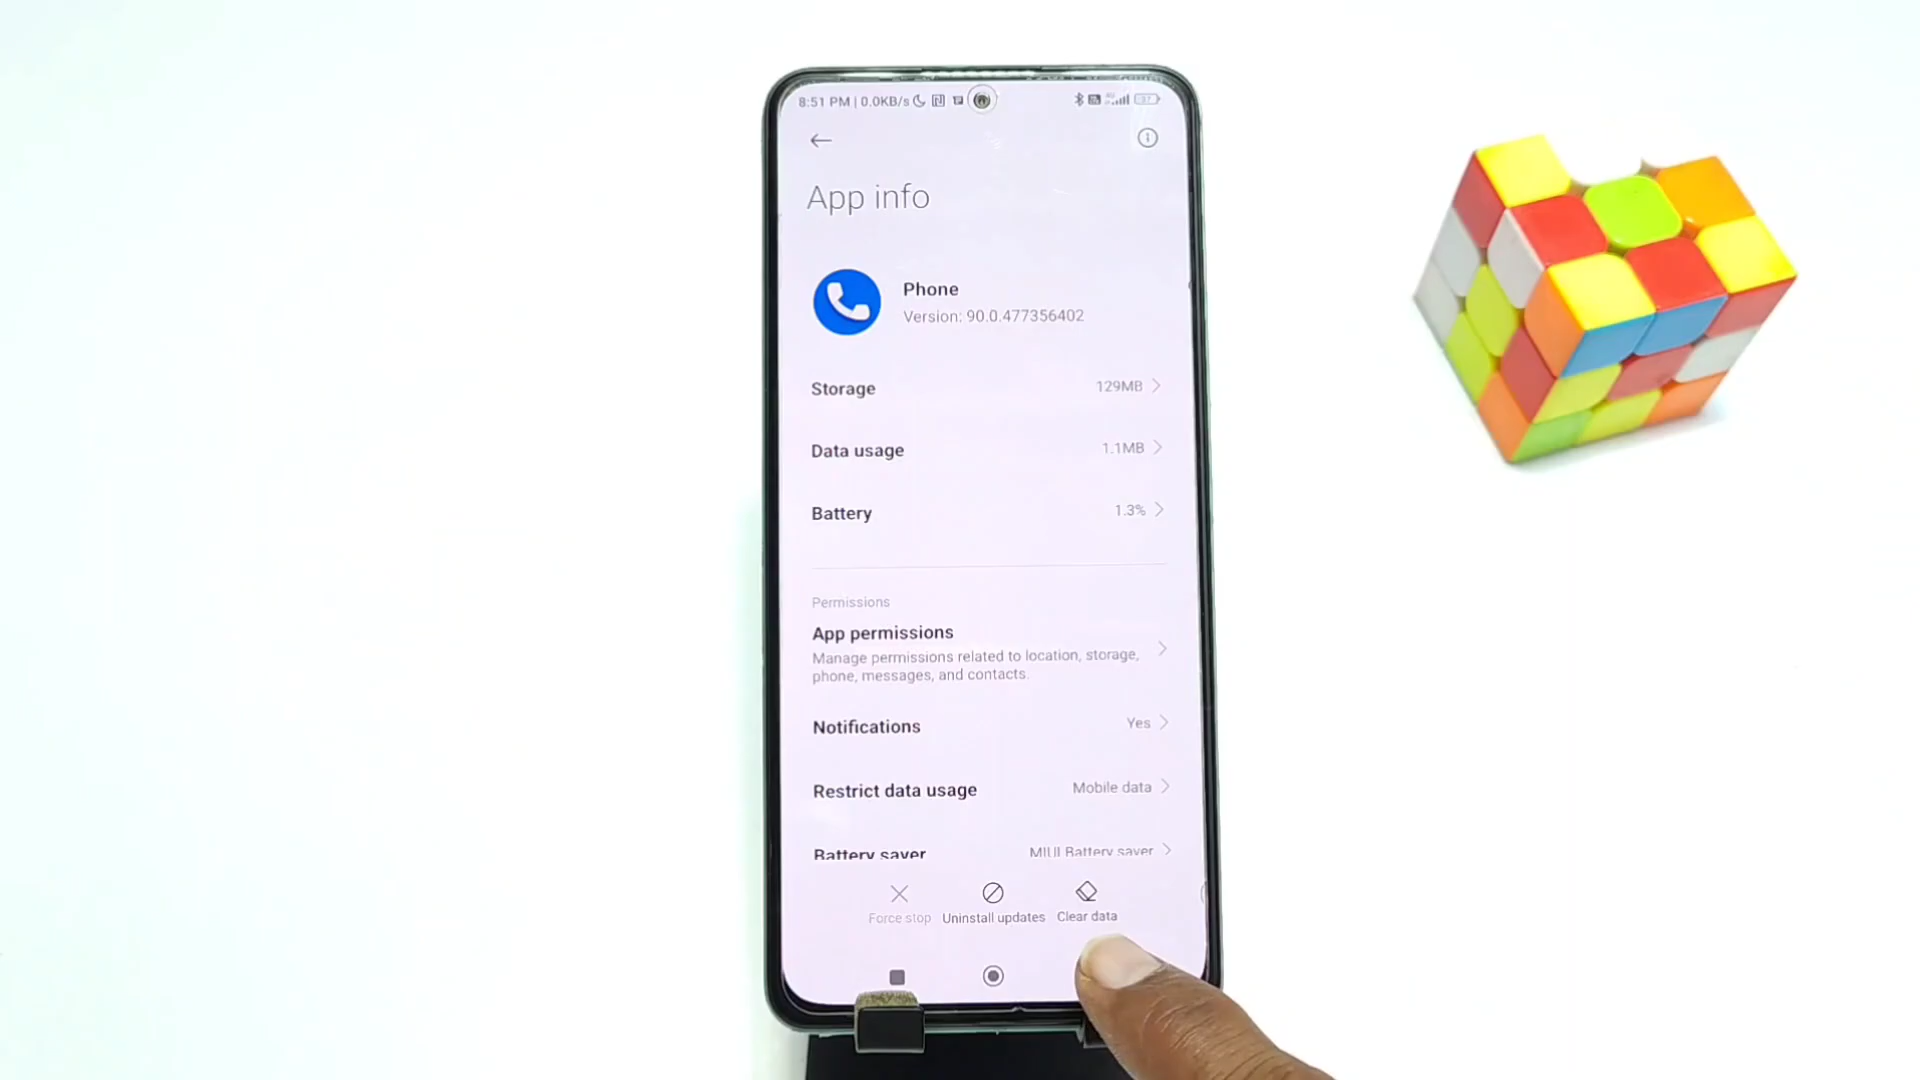 8:51 PM | 0.0KB/s
App info
Phone
Version: 90.0.477356402
Storage 129MB
Data usage 1.1MB
Battery 1.3%
Permissions
App permissions
Manage permissions related to location, storage,
phone, messages, and contacts.
Notifications Yes
Restrict data usage Mobile data
Battery saver MIUI Battery saver
Force stop Uninstall updates Clear data